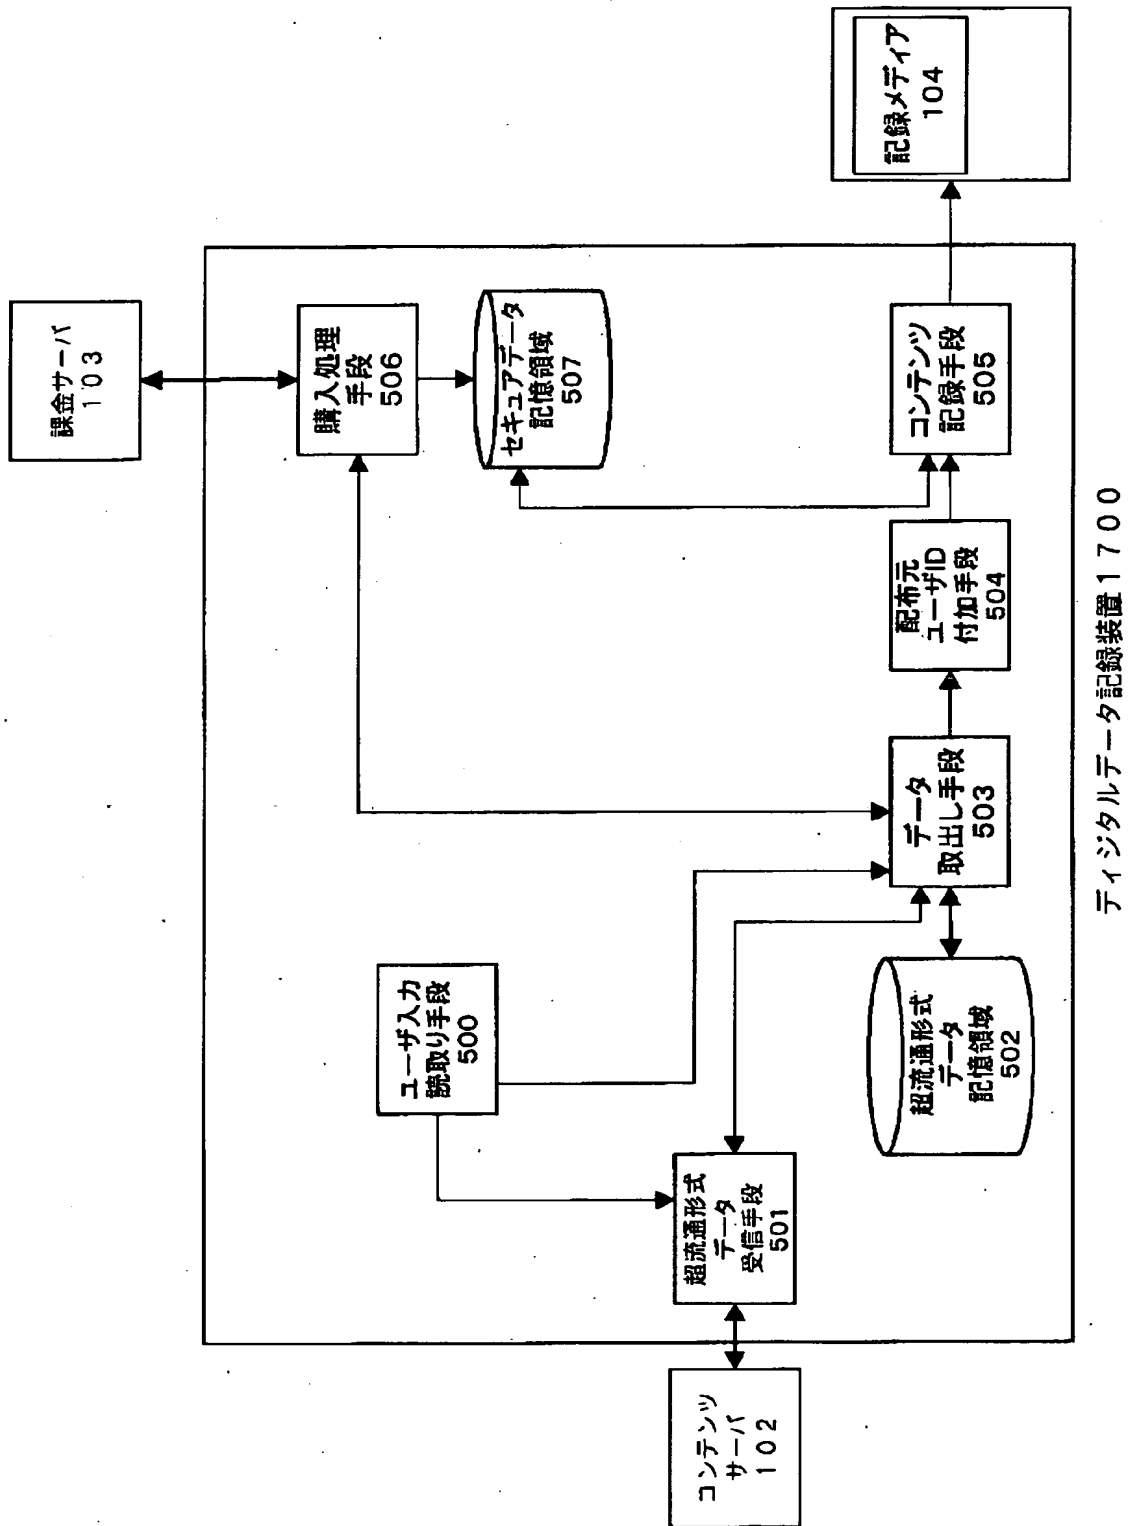 課金サーバ
103
購入処理
手段
506
セキュアデータ
記憶領域
507
ユーザ入力
読取り手段
500
コンテンツ
サーバ
102
超流通形式
データ
受信手段
501
超流通形式
データ
記憶領域
502
データ
取出し手段
503
配布元
ユーザID
付加手段
504
コンテンツ
記録手段
505
記録メディア
104
ディジタルデータ記録装置1700